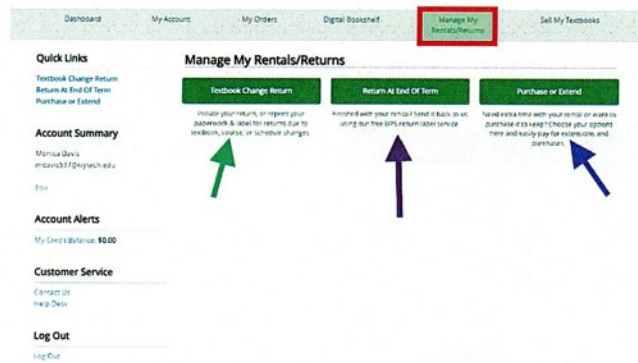 Dashboard
My Account
My Orders
Digital Bookshelf
Manage My
Rentals/Returns
Sell My Textbooks
Quick Links
Textbook Change Return
Return At End Of Term
Purchase or Extend
Account Summary
Monica Davis
Edit
Account Alerts
My Credit Balance: $0.00
Customer Service
Contact Us
Help Desk
Log Out
Log Out
Manage My Rentals/Returns
Textbook Change Return
Initiate your return, or reprint your
paperwork & label for returns due to
textbook, course, or schedule changes.
Return At End Of Term
Finished with your rental? Send it back to us
using our free UPS return label service
Purchase or Extend
Need extra time with your rental or want to
purchase it to keep? Choose your options
here and easily pay for extensions and
purchases.